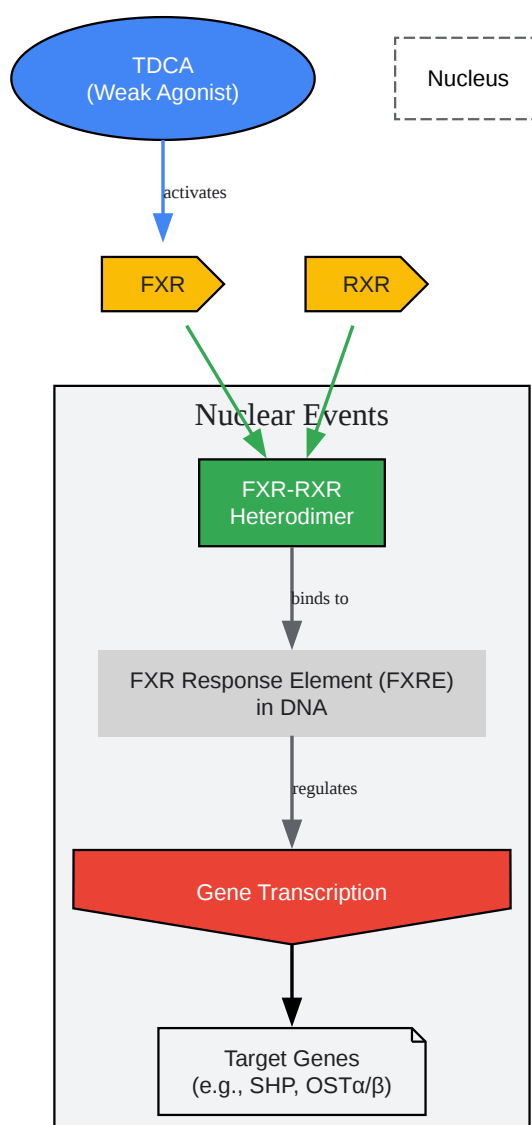 TDCA
(Weak Agonist)
Nucleus
activates
FXR
RXR
Nuclear Events
FXR-RXR
Heterodimer
binds to
FXR Response Element (FXRE)
in DNA
regulates
Gene Transcription
Target Genes
(e.g., SHP, OSTα/β)